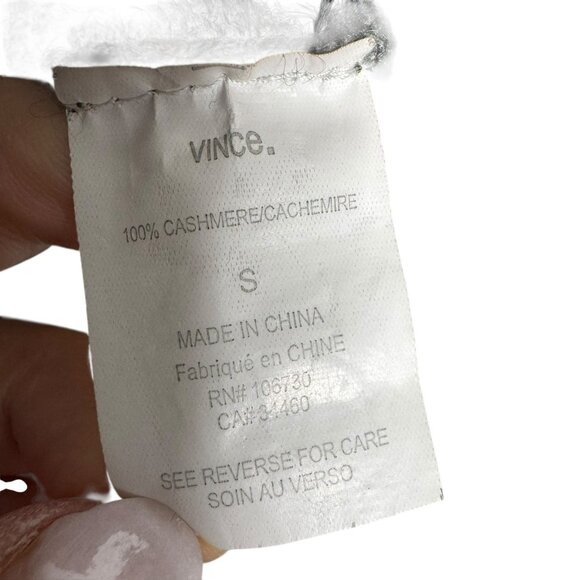 VINCe.
100% CASHMERE/CACHEMIRE
S
MADE IN CHINA
Fabriqué en CHINE
RN# 106730
CA# 34460
SEE REVERSE FOR CARE
SOIN AU VERSO